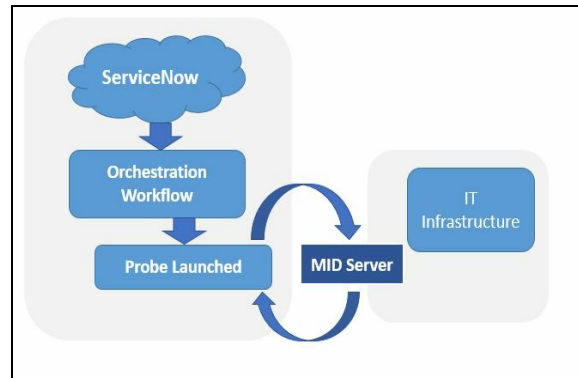 ServiceNow
Orchestration
Workflow
Probe Launched
MID Server
IT
Infrastructure